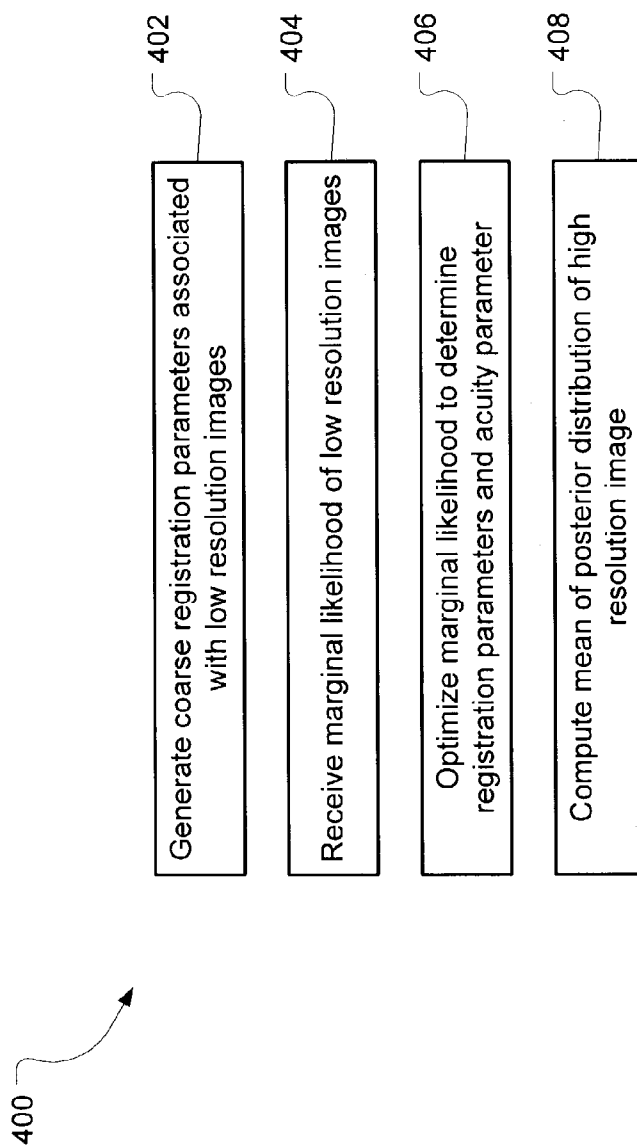 400
Generate coarse registration parameters associated
with low resolution images
402
Receive marginal likelihood of low resolution images
404
Optimize marginal likelihood to determine
registration parameters and acuity parameter
406
Compute mean of posterior distribution of high
resolution image
408